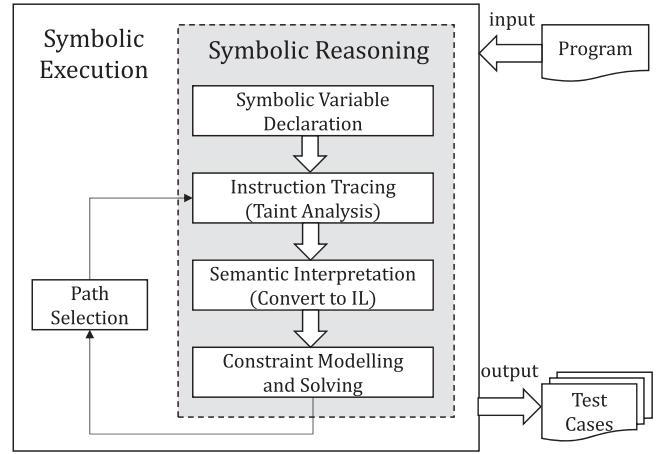 Symbolic
Execution
Symbolic Reasoning
Symbolic Variable
Declaration
Instruction Tracing
(Taint Analysis)
Semantic Interpretation
(Convert to IL)
Constraint Modelling
and Solving
Path
Selection
input
Program
output
Test
Cases